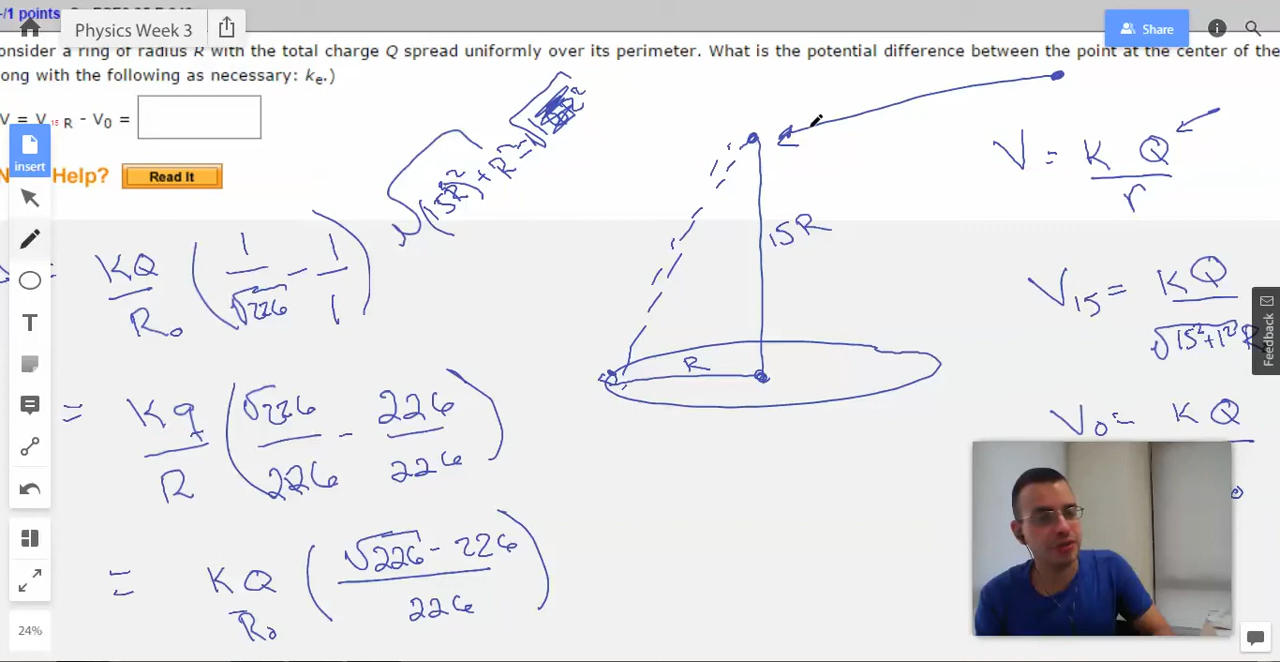 -/1 points
Physics Week 3
Share
onsider a ring of radius R with the total charge Q spread uniformly over its perimeter. What is the potential difference between the point at the center of the
ong with the following as necessary: ke.)
V = V15 R - V0 =
insert
Help?
Read It
√(15R)² + R² =
V = K Q / r
15R
R
= KQ/R₀ (1/√226 - 1/1)
V₁₅ = KQ / √15²+1² R
= Kq/R (√226/226 - 226/226)
V₀ = KQ
= KQ/R₀ (√226 - 226 / 226)
T
Feedback
24%